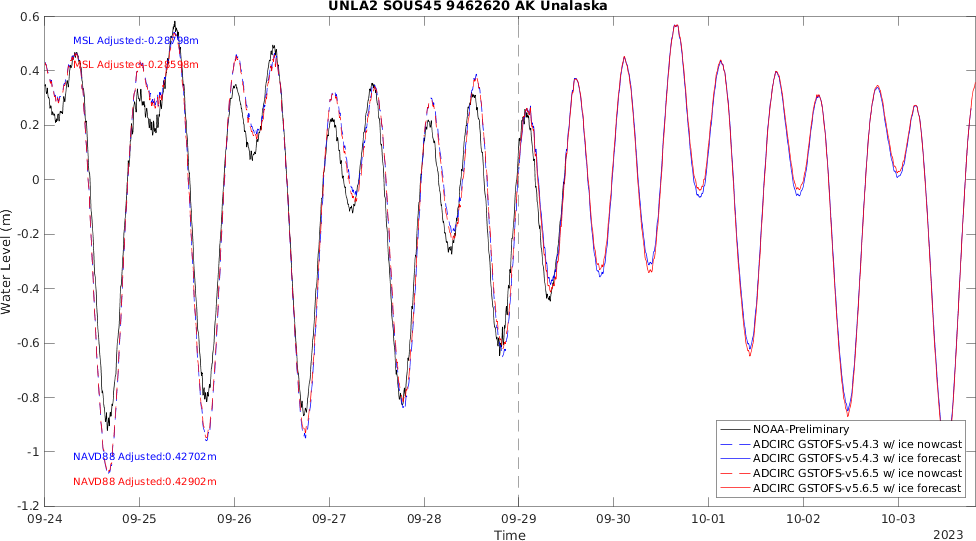 UNLA2 SOUS45 9462620 AK Unalaska
0.6
0.4
0.2
0
-0.2
-0.4
-0.6
-0.8
-1
-1.2
Water Level (m)
MSL Adjusted:-0.28798m
MSL Adjusted:-0.28598m
NAVD88 Adjusted:0.42702m
NAVD88 Adjusted:0.42902m
NOAA-Preliminary
ADCIRC GSTOFS-v5.4.3 w/ ice nowcast
ADCIRC GSTOFS-v5.4.3 w/ ice forecast
ADCIRC GSTOFS-v5.6.5 w/ ice nowcast
ADCIRC GSTOFS-v5.6.5 w/ ice forecast
09-24 09-25 09-26 09-27 09-28 09-29 09-30 10-01 10-02 10-03
Time
2023